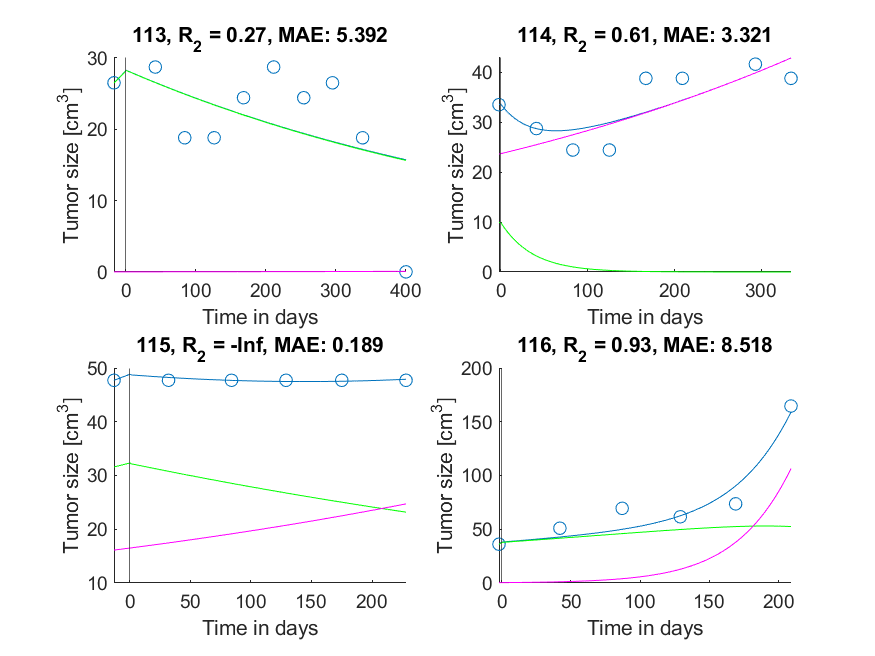 113, R₂ = 0.27, MAE: 5.392
Tumor size [cm³]
30
20
10
0
0 100 200 300 400
Time in days
114, R₂ = 0.61, MAE: 3.321
Tumor size [cm³]
40
30
20
10
0
0 100 200 300
Time in days
115, R₂ = -Inf, MAE: 0.189
Tumor size [cm³]
50
40
30
20
10
0 50 100 150 200
Time in days
116, R₂ = 0.93, MAE: 8.518
Tumor size [cm³]
200
150
100
50
0
0 50 100 150 200
Time in days